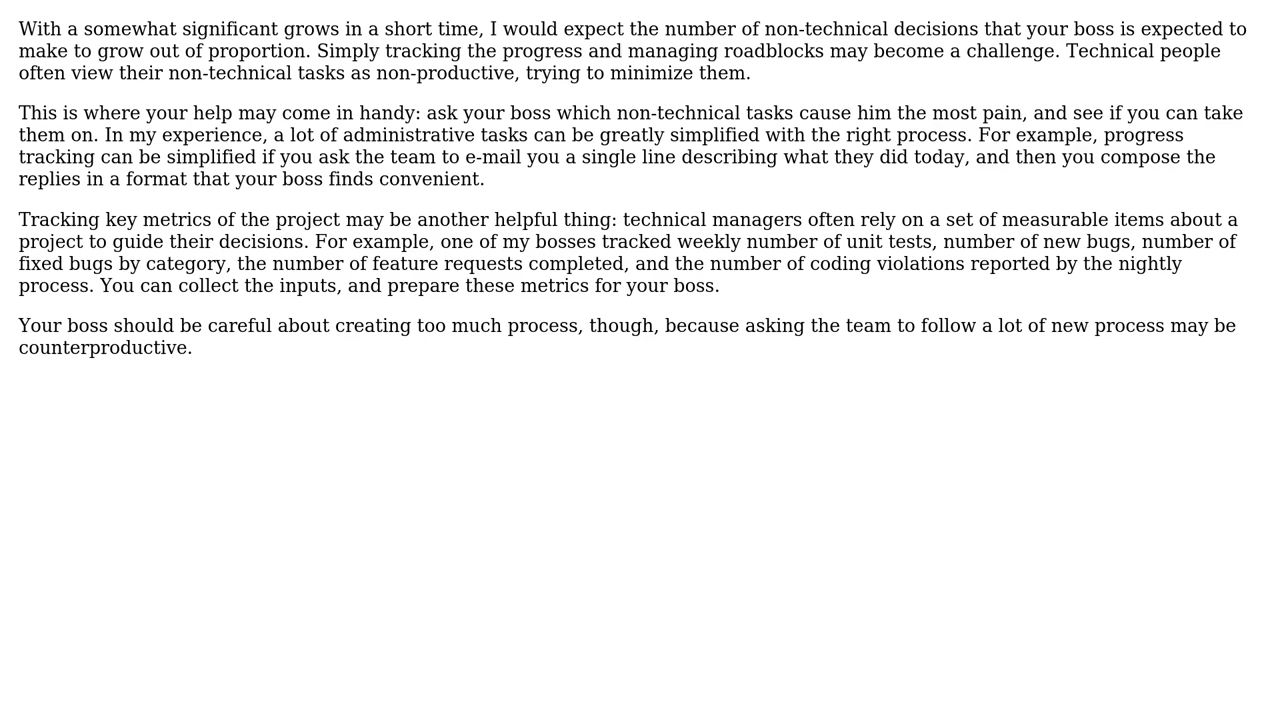 With a somewhat significant grows in a short time, I would expect the number of non-technical decisions that your boss is expected to
make to grow out of proportion. Simply tracking the progress and managing roadblocks may become a challenge. Technical people
often view their non-technical tasks as non-productive, trying to minimize them.
This is where your help may come in handy: ask your boss which non-technical tasks cause him the most pain, and see if you can take
them on. In my experience, a lot of administrative tasks can be greatly simplified with the right process. For example, progress
tracking can be simplified if you ask the team to e-mail you a single line describing what they did today, and then you compose the
replies in a format that your boss finds convenient.
Tracking key metrics of the project may be another helpful thing: technical managers often rely on a set of measurable items about a
project to guide their decisions. For example, one of my bosses tracked weekly number of unit tests, number of new bugs, number of
fixed bugs by category, the number of feature requests completed, and the number of coding violations reported by the nightly
process. You can collect the inputs, and prepare these metrics for your boss.
Your boss should be careful about creating too much process, though, because asking the team to follow a lot of new process may be
counterproductive.